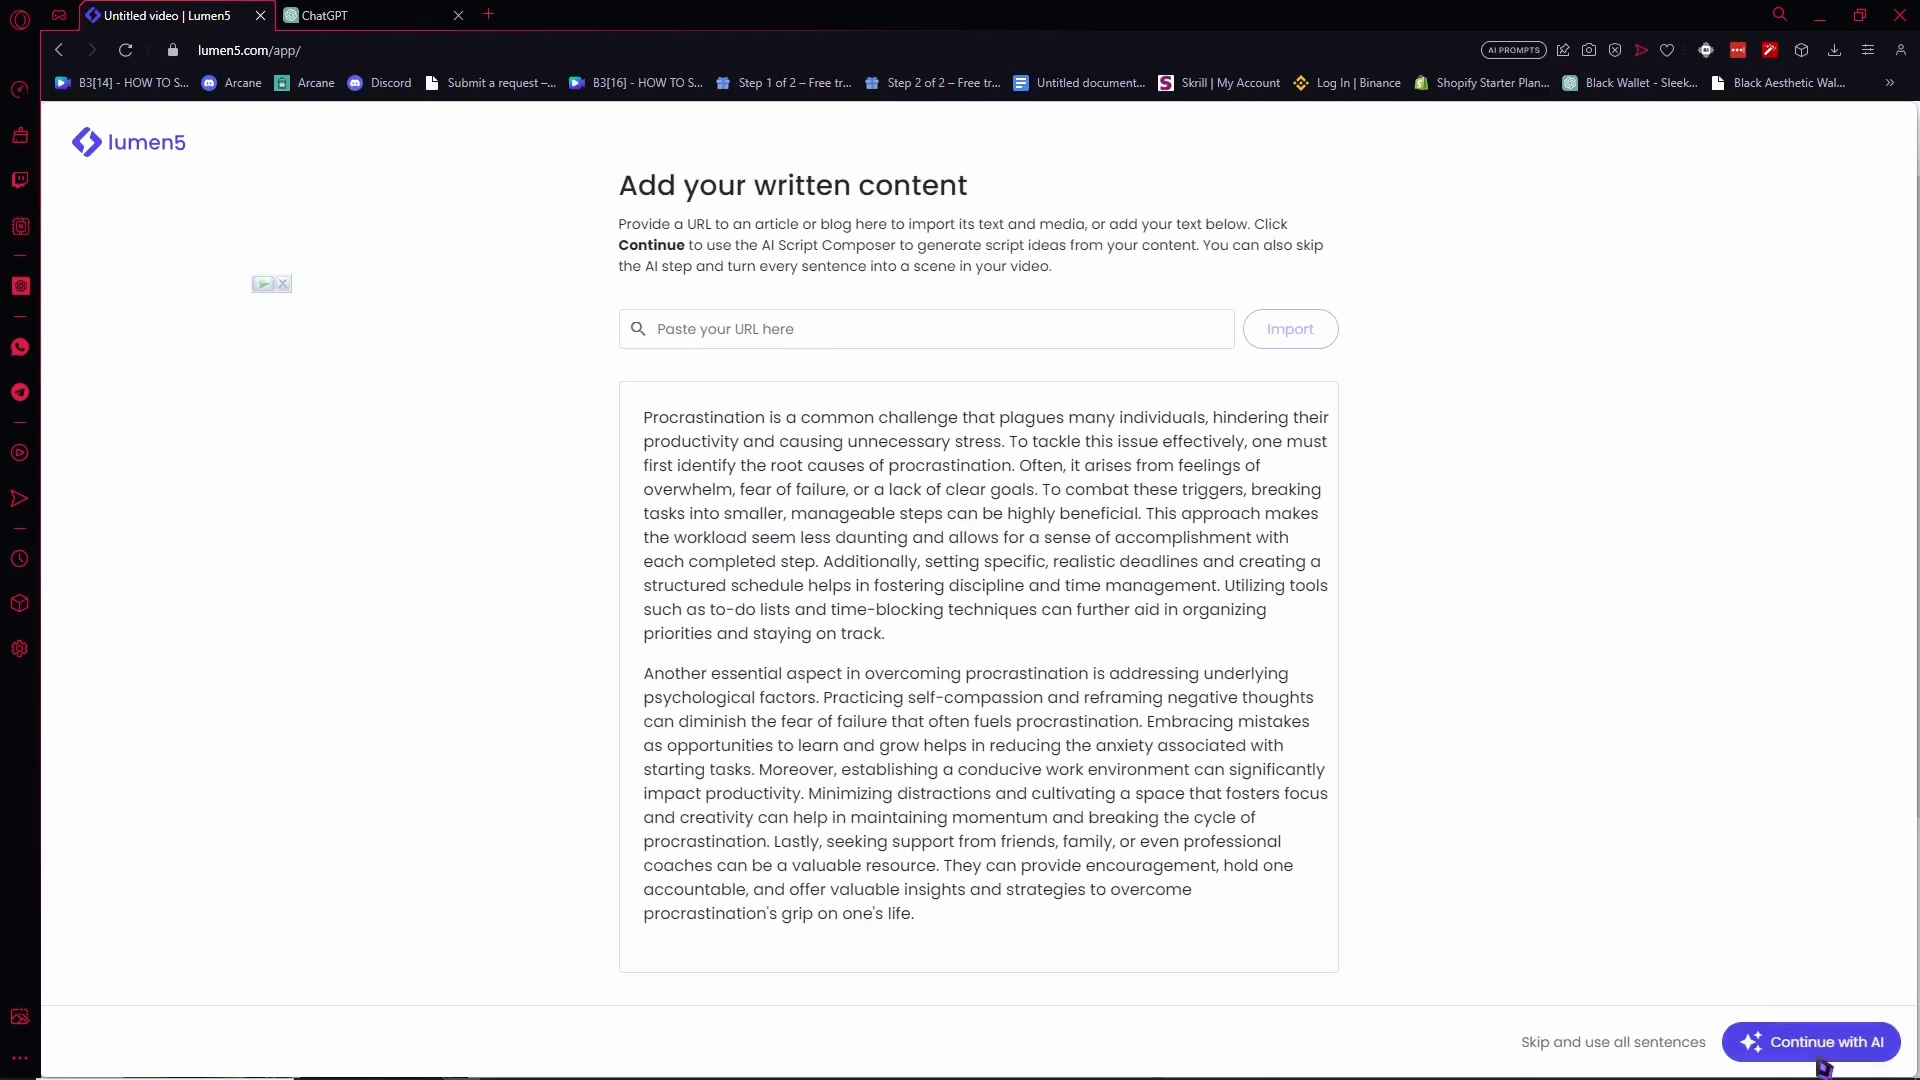 Untitled video | Lumen5
ChatGPT
lumen5.com/app/
AI PROMPTS
B3[14] - HOW TO S...
Arcane
Arcane
Discord
Submit a request –...
B3[16] - HOW TO S...
Step 1 of 2 – Free tr...
Step 2 of 2 – Free tr...
Untitled document...
Skrill | My Account
Log In | Binance
Shopify Starter Plan,...
Black Wallet - Sleek...
Black Aesthetic Wal...
lumen5
Add your written content
Provide a URL to an article or blog here to import its text and media, or add your text below. Click
Continue to use the AI Script Composer to generate script ideas from your content. You can also skip
the AI step and turn every sentence into a scene in your video.
Paste your URL here
Import
Procrastination is a common challenge that plagues many individuals, hindering their
productivity and causing unnecessary stress. To tackle this issue effectively, one must
first identify the root causes of procrastination. Often, it arises from feelings of
overwhelm, fear of failure, or a lack of clear goals. To combat these triggers, breaking
tasks into smaller, manageable steps can be highly beneficial. This approach makes
the workload seem less daunting and allows for a sense of accomplishment with
each completed step. Additionally, setting specific, realistic deadlines and creating a
structured schedule helps in fostering discipline and time management. Utilizing tools
such as to-do lists and time-blocking techniques can further aid in organizing
priorities and staying on track.
Another essential aspect in overcoming procrastination is addressing underlying
psychological factors. Practicing self-compassion and reframing negative thoughts
can diminish the fear of failure that often fuels procrastination. Embracing mistakes
as opportunities to learn and grow helps in reducing the anxiety associated with
starting tasks. Moreover, establishing a conducive work environment can significantly
impact productivity. Minimizing distractions and cultivating a space that fosters focus
and creativity can help in maintaining momentum and breaking the cycle of
procrastination. Lastly, seeking support from friends, family, or even professional
coaches can be a valuable resource. They can provide encouragement, hold one
accountable, and offer valuable insights and strategies to overcome
procrastination's grip on one's life.
Skip and use all sentences
Continue with AI